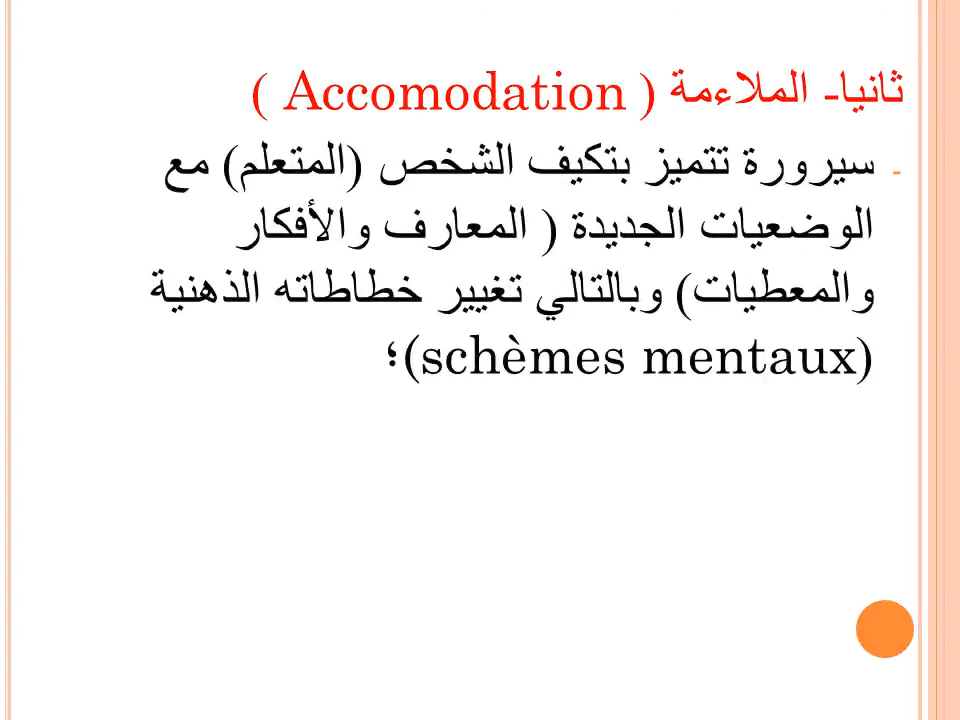 ثانيا- الملاءمة ( Accomodation )
- سيرورة تتميز بتكيف الشخص (المتعلم) مع
الوضعيات الجديدة ( المعارف والأفكار
والمعطيات) وبالتالي تغيير خطاطاته الذهنية
(schèmes mentaux)؛